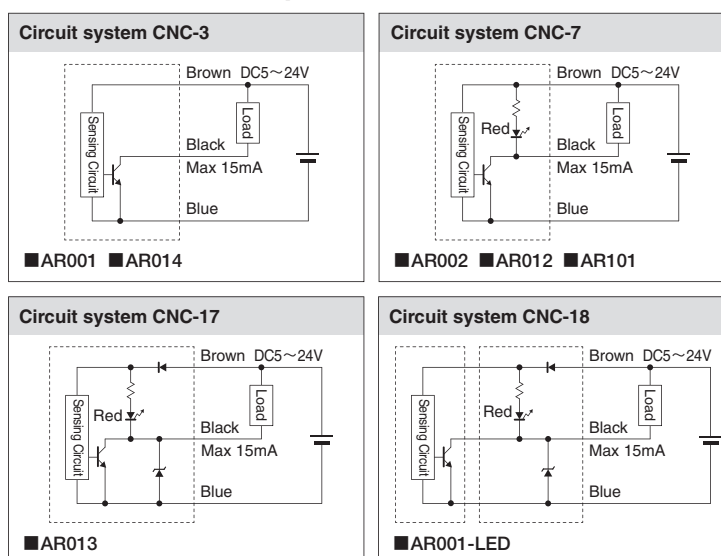 Circuit system CNC-3
Brown DC5～24V
Sensing Circuit
Load
Black
Max 15mA
Blue
■AR001 ■AR014
Circuit system CNC-7
Brown DC5～24V
Sensing Circuit
Red
Load
Black
Max 15mA
Blue
■AR002 ■AR012 ■AR101
Circuit system CNC-17
Brown DC5～24V
Sensing Circuit
Red
Load
Black
Max 15mA
Blue
■AR013
Circuit system CNC-18
Brown DC5～24V
Sensing Circuit
Red
Load
Black
Max 15mA
Blue
■AR001-LED